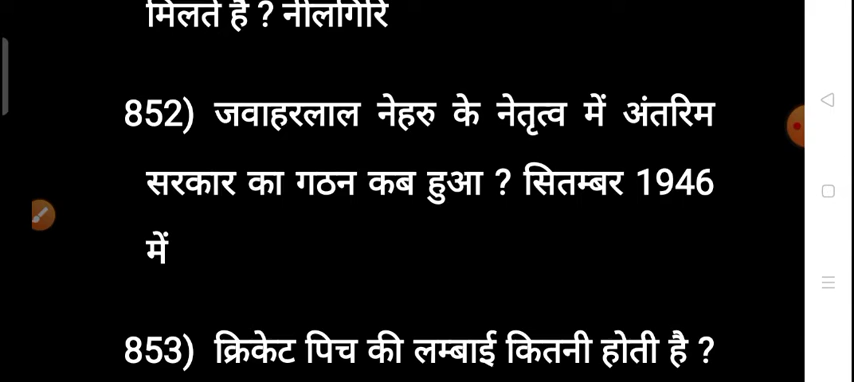 मिलते है ? नीलगिरि
852) जवाहरलाल नेहरु के नेतृत्व में अंतरिम
सरकार का गठन कब हुआ ? सितम्बर 1946
में
853) क्रिकेट पिच की लम्बाई कितनी होती है ?